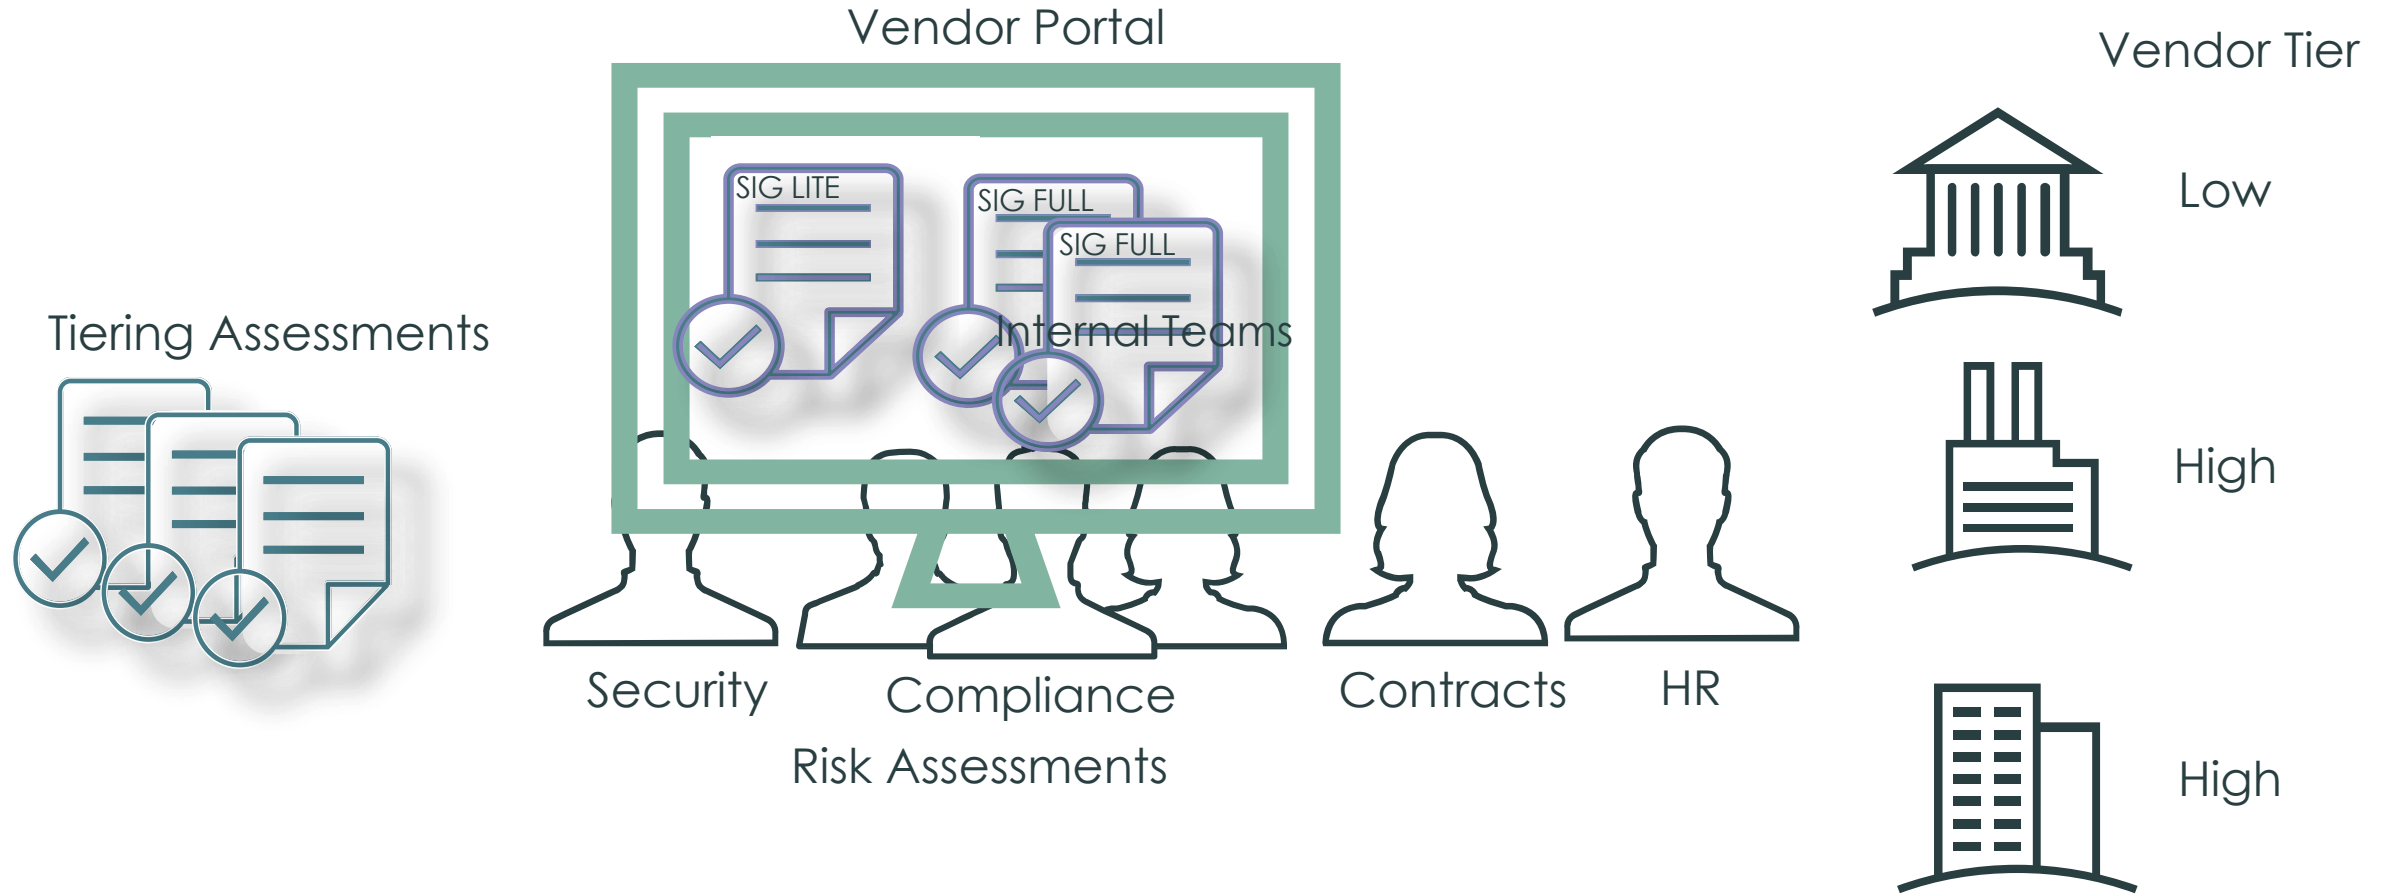 Vendor Portal
Vendor Tier
SIG LITE
SIG FULL
SIG FULL
Low
Tiering Assessments
Internal Teams
High
Security
Compliance
Contracts
HR
Risk Assessments
High